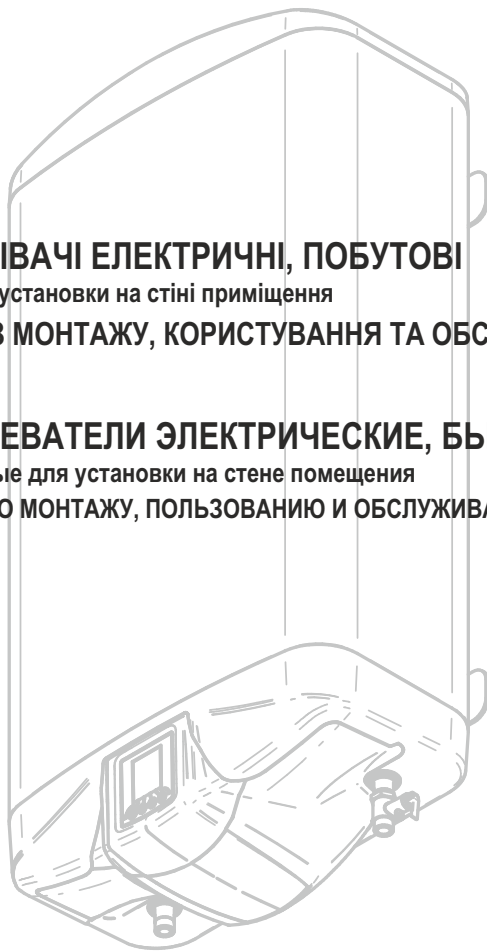 ІВАЧІ ЕЛЕКТРИЧНІ, ПОБУТОВІ
установки на стіні приміщення
З МОНТАЖУ, КОРИСТУВАННЯ ТА ОБС
ЕВАТЕЛИ ЭЛЕКТРИЧЕСКИЕ, БЫ
ые для установки на стене помещения
О МОНТАЖУ, ПОЛЬЗОВАНИЮ И ОБСЛУЖИВА